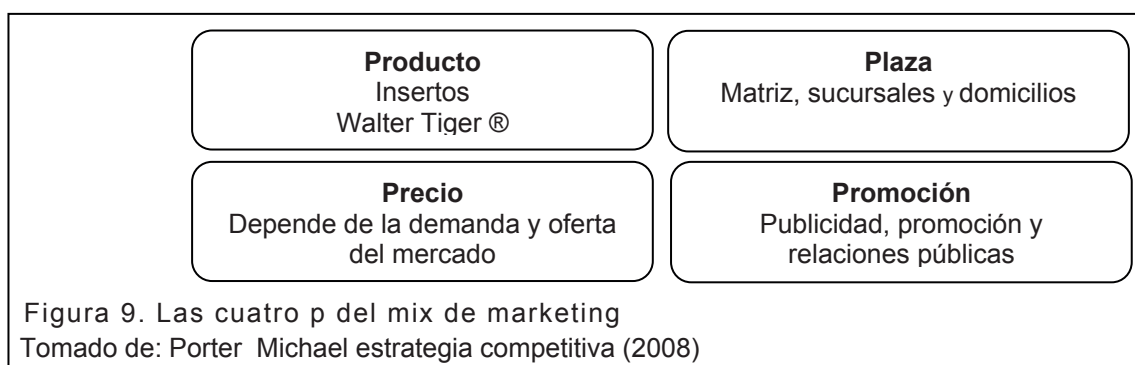 Producto
Insertos
Walter Tiger ®
Plaza
Matriz, sucursales y domicilios
Precio
Depende de la demanda y oferta
del mercado
Promoción
Publicidad, promoción y
relaciones públicas
Figura 9. Las cuatro p del mix de marketing
Tomado de: Porter Michael estrategia competitiva (2008)